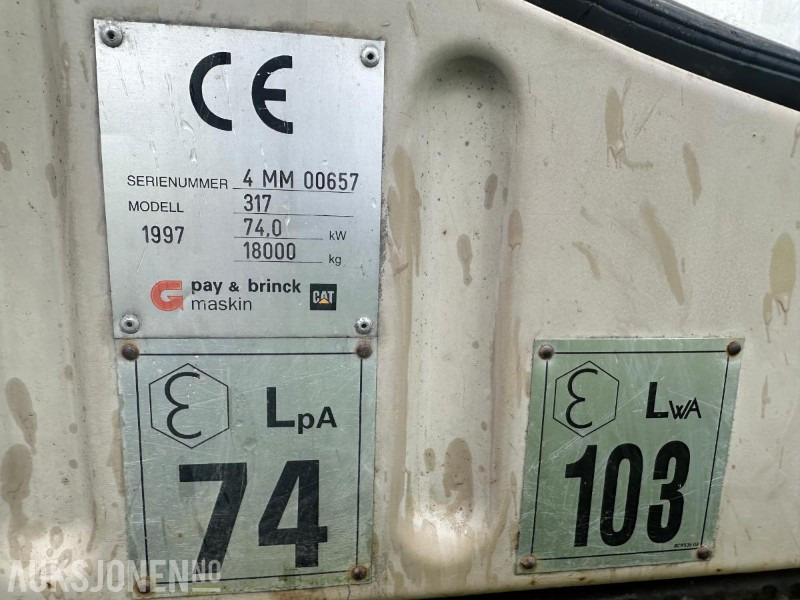 CE
SERIENUMMER 4 MM 00657
MODELL 317
1997 74,0 kW
18000 kg
pay & brinck
maskin CAT
ε LpA
74
ε LWA
103
AUKSJONEN.NO